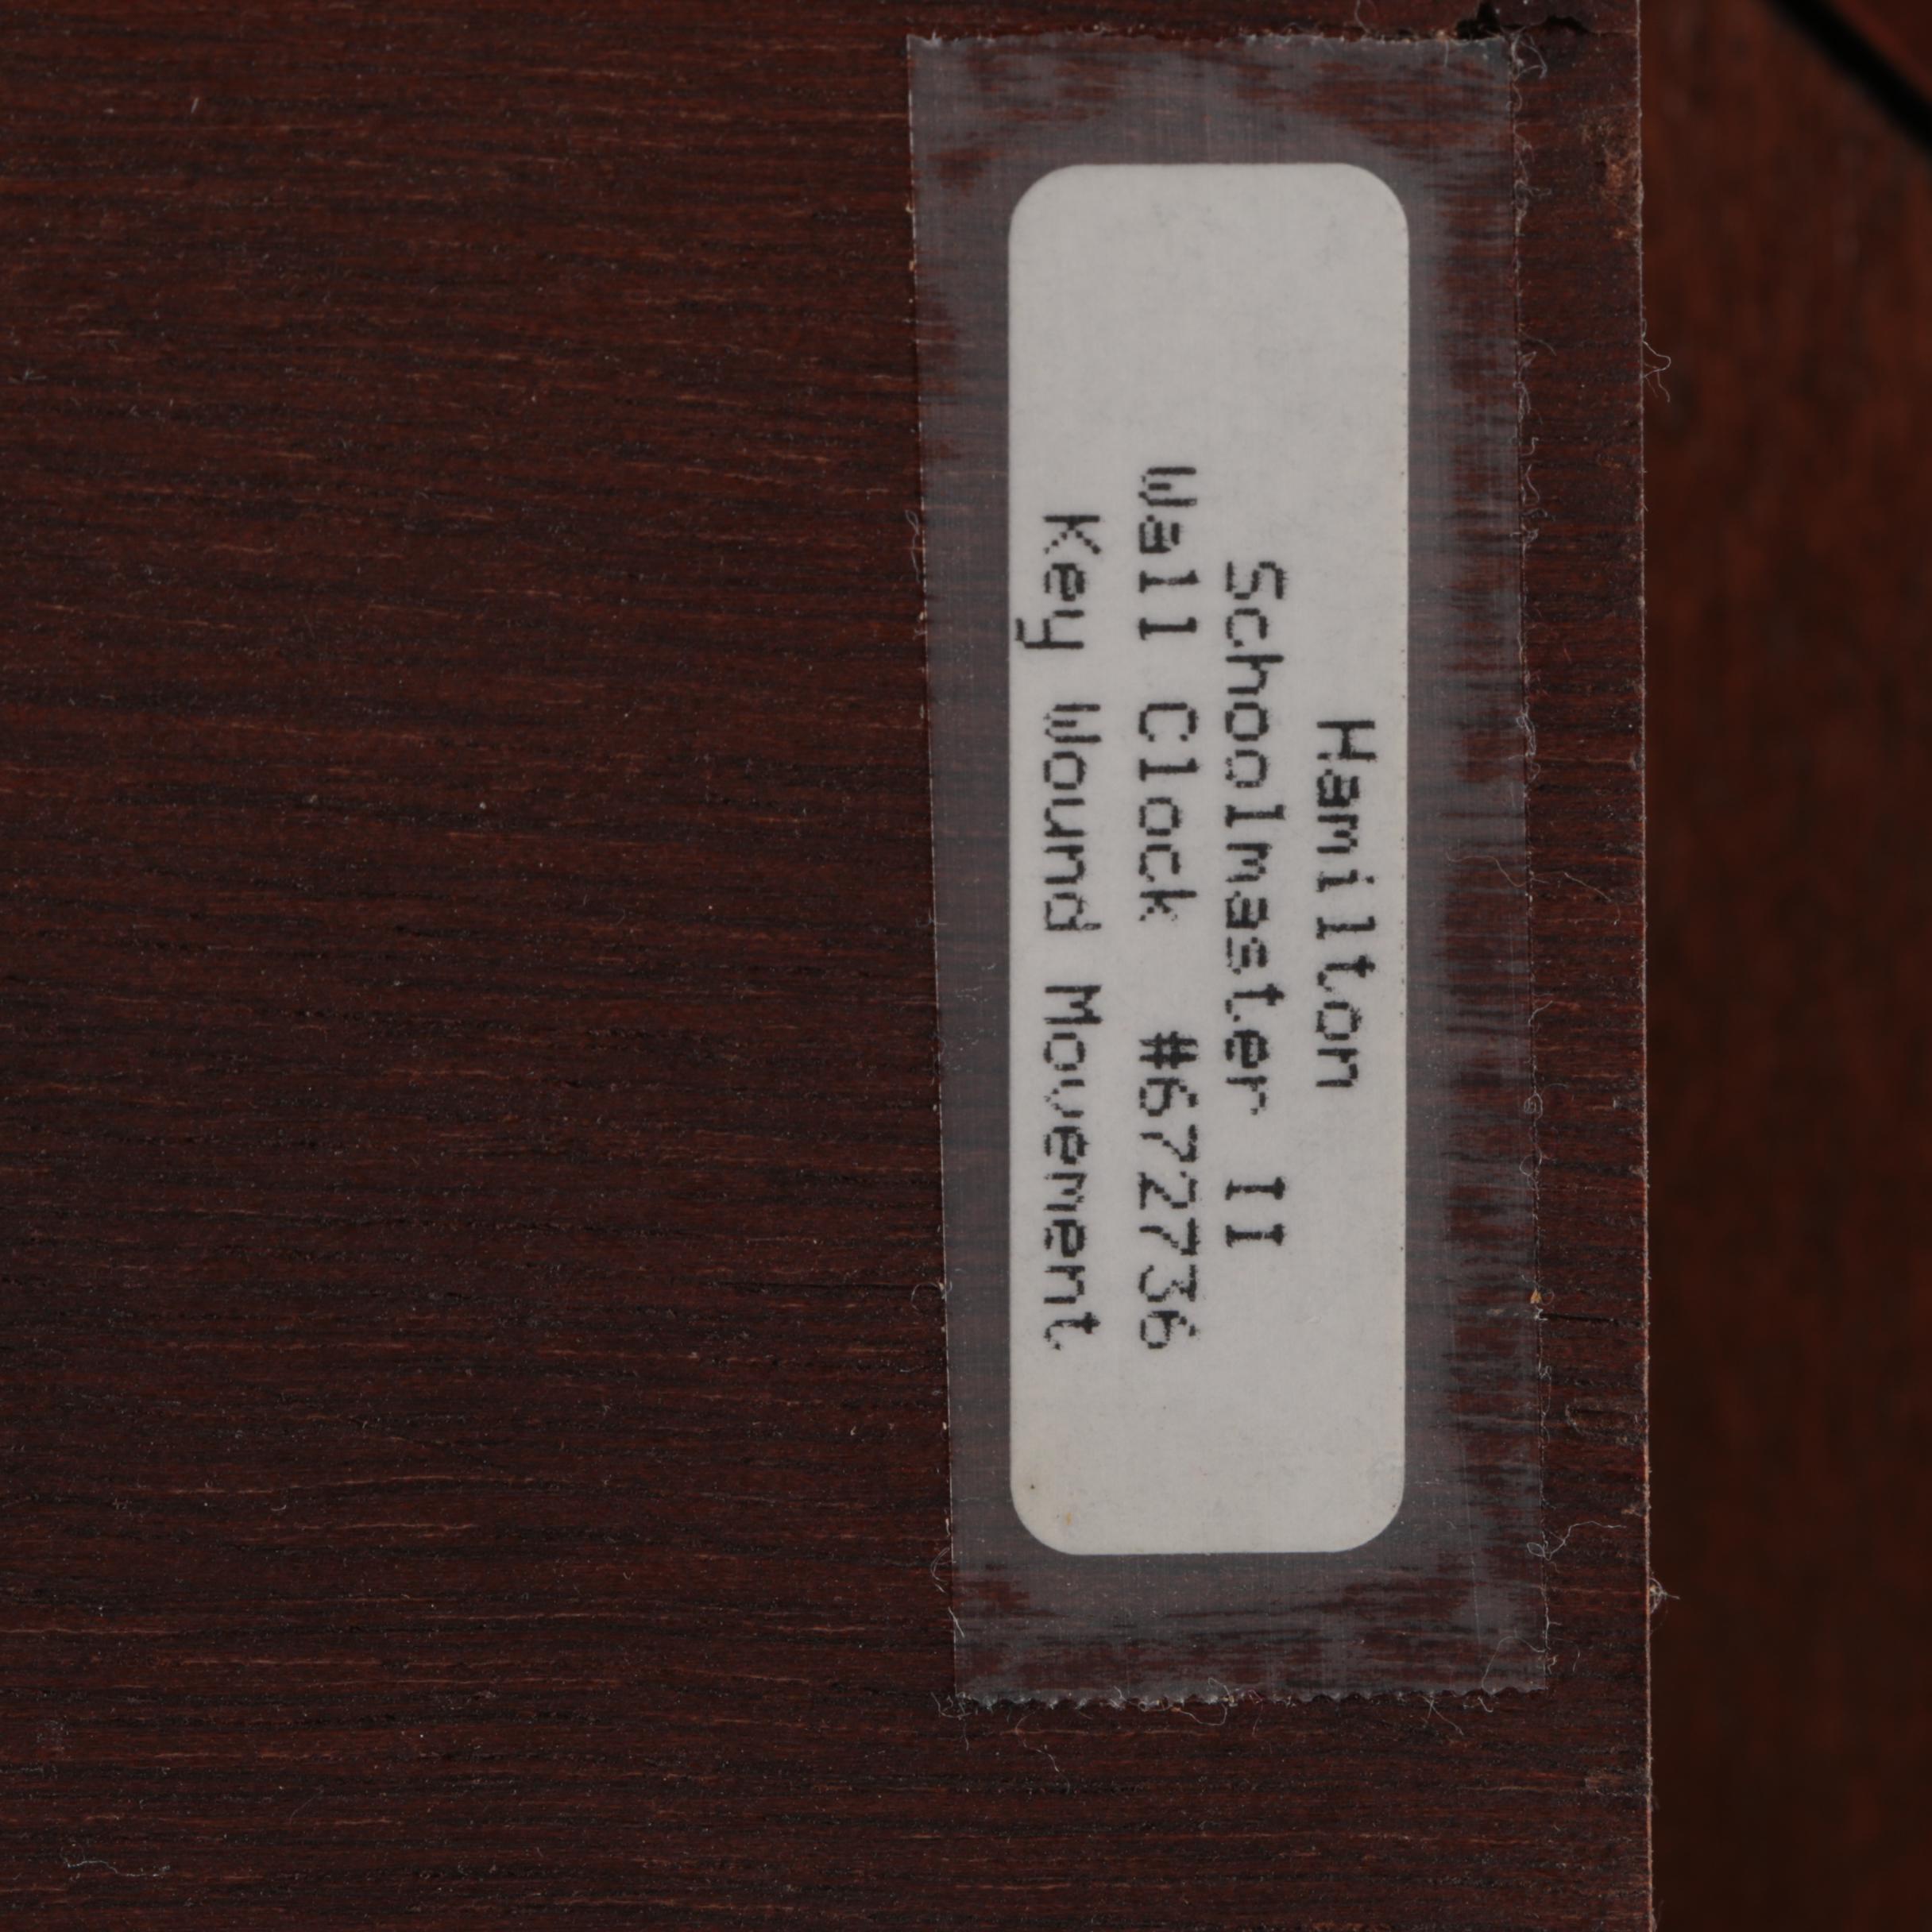 Hamilton
Schoolmaster II
Wall Clock #672736
Key Wound Movement